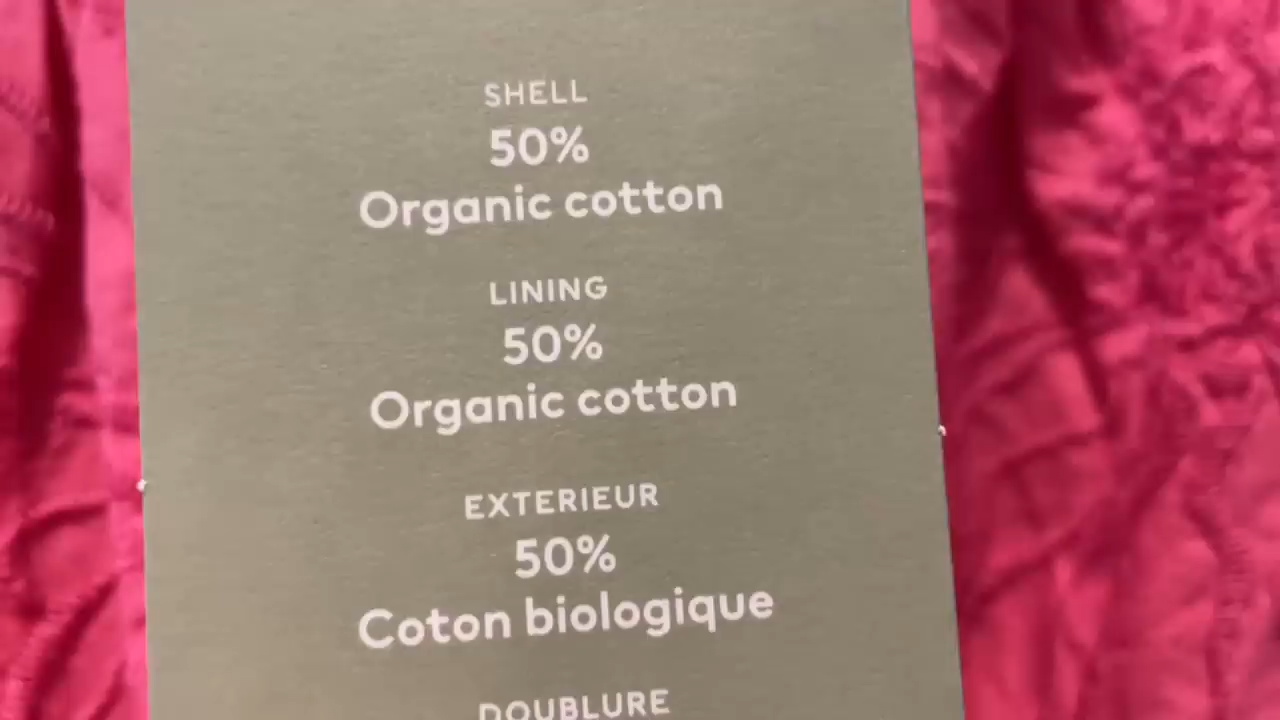 SHELL
50%
Organic cotton
LINING
50%
Organic cotton
EXTERIEUR
50%
Coton biologique
DOUBLURE